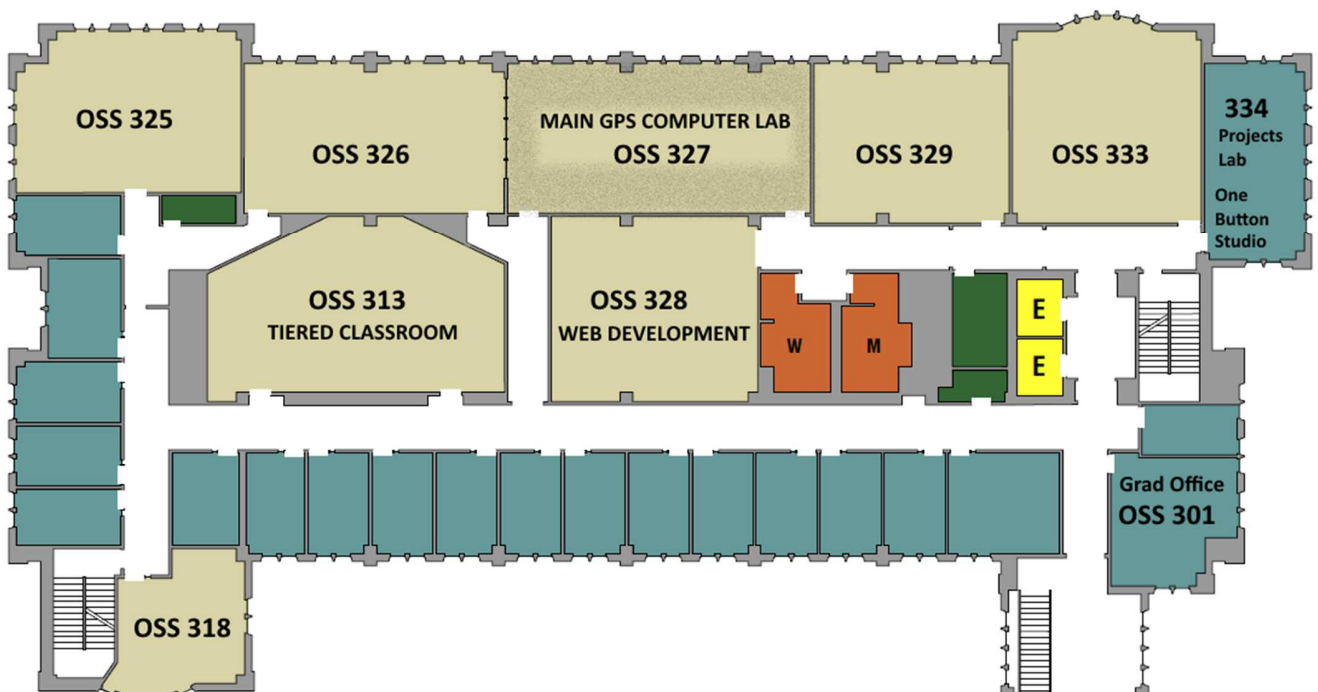 OSS 325
OSS 326
MAIN GPS COMPUTER LAB
OSS 327
OSS 329
OSS 333
334
Projects
Lab
One
Button
Studio
OSS 313
TIERED CLASSROOM
OSS 328
WEB DEVELOPMENT
W
M
E
E
Grad Office
OSS 301
OSS 318